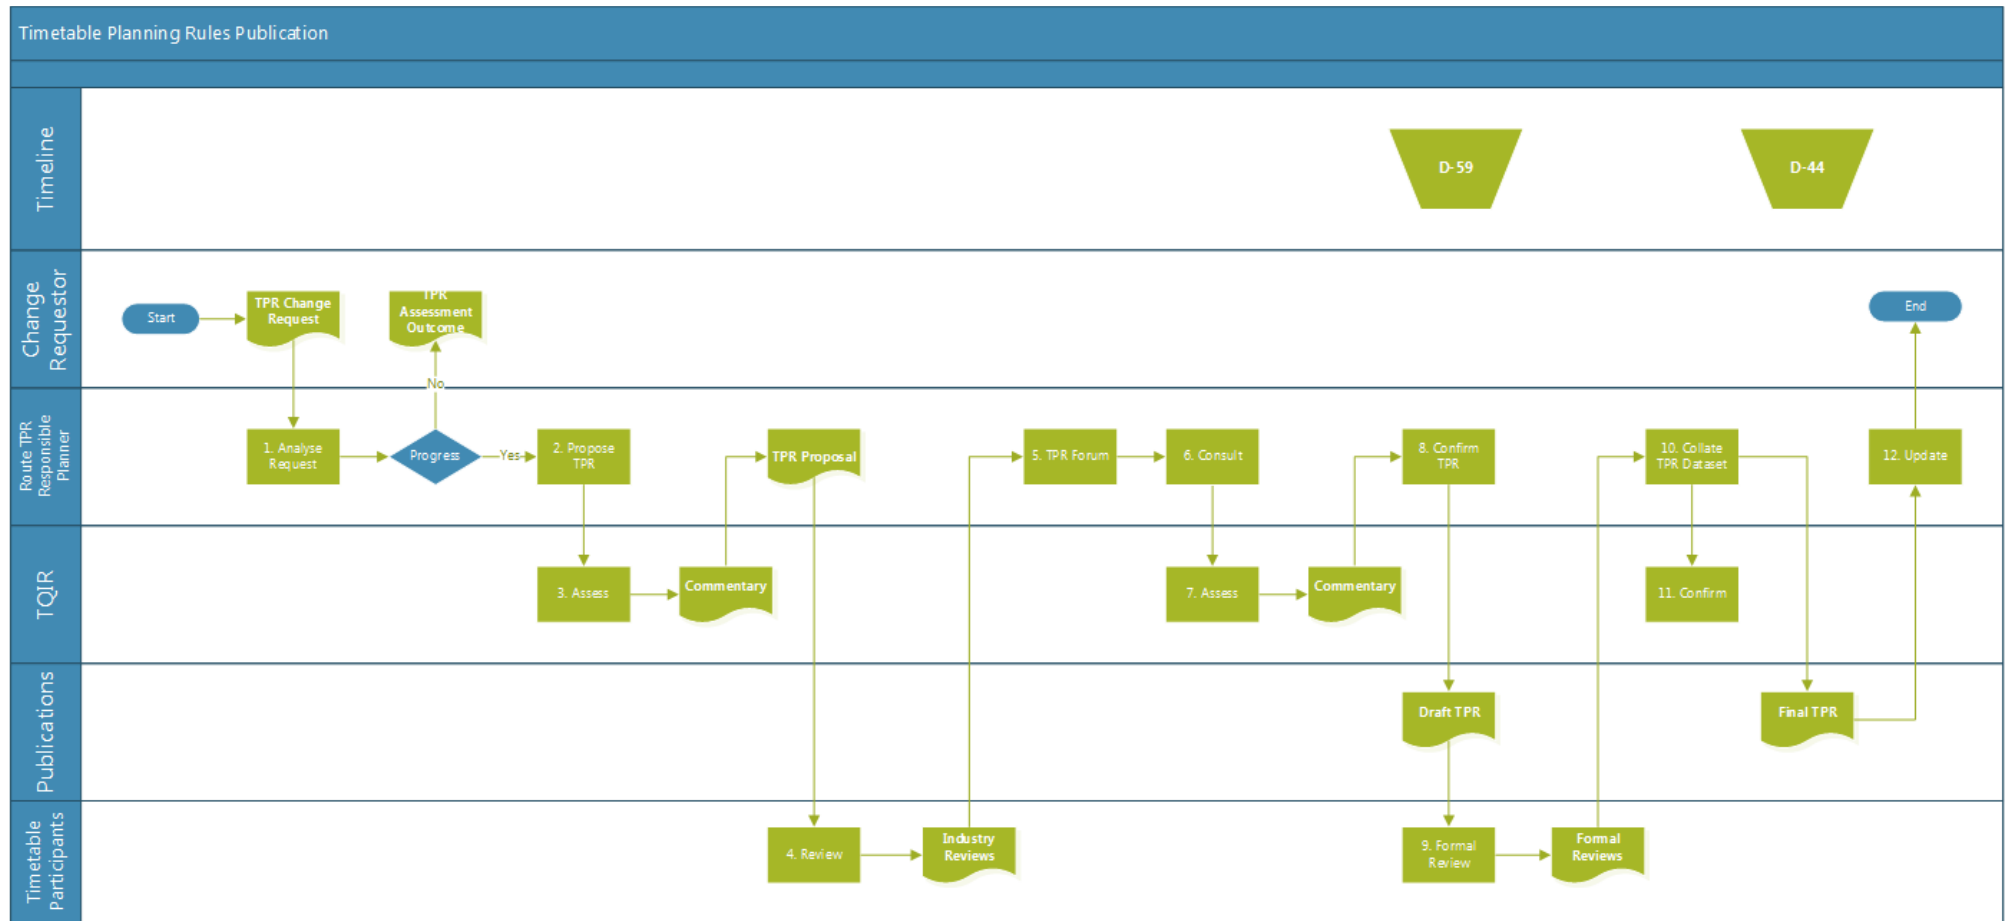 Timetable Planning Rules Publication
Timeline
D-59
D-44
Change
Requestor
Start
TPR Change
Request
TPR
Assessment
Outcome
End
No
Route TPR
Responsible
Planner
1. Analyse
Request
Progress
Yes
2. Propose
TPR
TPR Proposal
5. TPR Forum
6. Consult
8. Confirm
TPR
10. Collate
TPR Dataset
12. Update
TQIR
3. Assess
Commentary
7. Assess
Commentary
11. Confirm
Publications
Draft TPR
Final TPR
Timetable
Participants
4. Review
Industry
Reviews
9. Formal
Review
Formal
Reviews